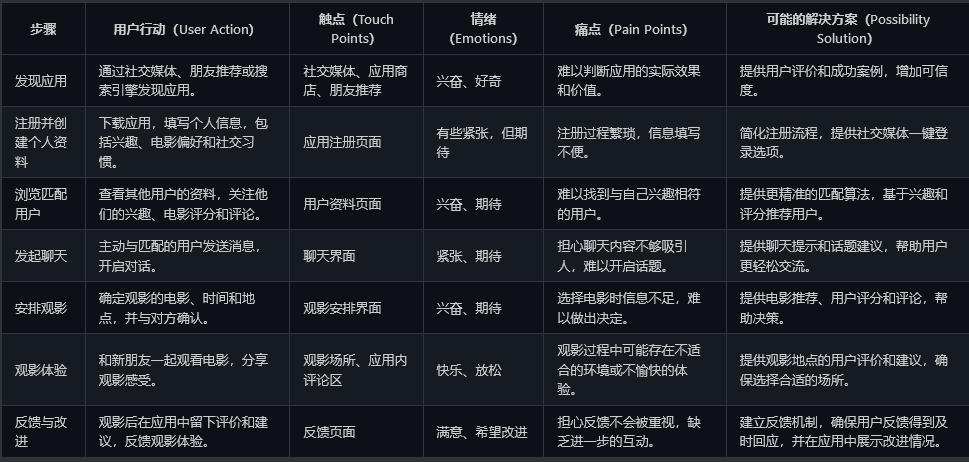 步骤
用户行动（User Action）
触点（Touch
Points）
情绪
（Emotions）
痛点（Pain Points）
可能的解决方案（Possibility
Solution）
发现应用
通过社交媒体、朋友推荐或搜
索引擎发现应用。
社交媒体、应用商
店、朋友推荐
兴奋、好奇
难以判断应用的实际效果
和价值。
提供用户评价和成功案例，增加可信
度。
注册并创
建个人资
料
下载应用，填写个人信息，包
括兴趣、电影偏好和社交习
惯。
应用注册页面
有些紧张，但期
待
注册过程繁琐，信息填写
不便。
简化注册流程，提供社交媒体一键登
录选项。
浏览匹配
用户
查看其他用户的资料，关注他
们的兴趣、电影评分和评论。
用户资料页面
兴奋、期待
难以找到与自己兴趣相符
的用户。
提供更精准的匹配算法，基于兴趣和
评分推荐用户。
发起聊天
主动与匹配的用户发送消息，
开启对话。
聊天界面
紧张、期待
担心聊天内容不够吸引
人，难以开启话题。
提供聊天提示和话题建议，帮助用户
更轻松交流。
安排观影
确定观影的电影、时间和地
点，并与对方确认。
观影安排界面
兴奋、期待
选择电影时信息不足，难
以做出决定。
提供电影推荐、用户评分和评论，帮
助决策。
观影体验
和新朋友一起观看电影，分享
观影感受。
观影场所、应用内
评论区
快乐、放松
观影过程中可能存在不适
合的环境或不愉快的体
验。
提供观影地点的用户评价和建议，确
保选择合适的场所。
反馈与改
进
观影后在应用中留下评价和建
议，反馈观影体验。
反馈页面
满意、希望改进
担心反馈不会被重视，缺
乏进一步的互动。
建立反馈机制，确保用户反馈得到及
时回应，并在应用中展示改进情况。